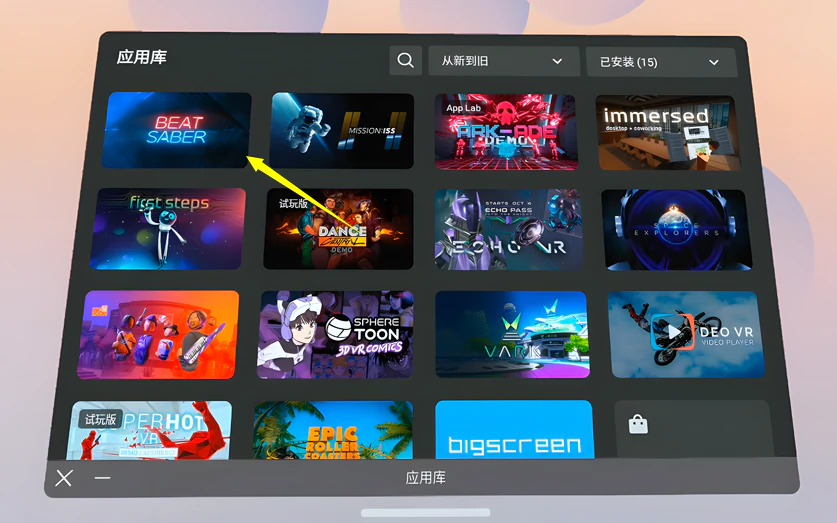 应用库
从新到旧
已安装 (15)
BEAT
SABER
MISSION:ISS
App Lab
ARK-ADE
DEMO
immersed
desktop + coworking
first steps
试玩版
DANCE
CENTRAL
DEMO
STARTS OCT 6
ECHO PASS
ECHO VR
SPACE
EXPLORERS
SPHERE
TOON
3D VR COMICS
VARK
DEO VR
VIDEO PLAYER
试玩版
PERHOT
VR
EPIC
ROLLER
COASTERS
bigscreen
应用库